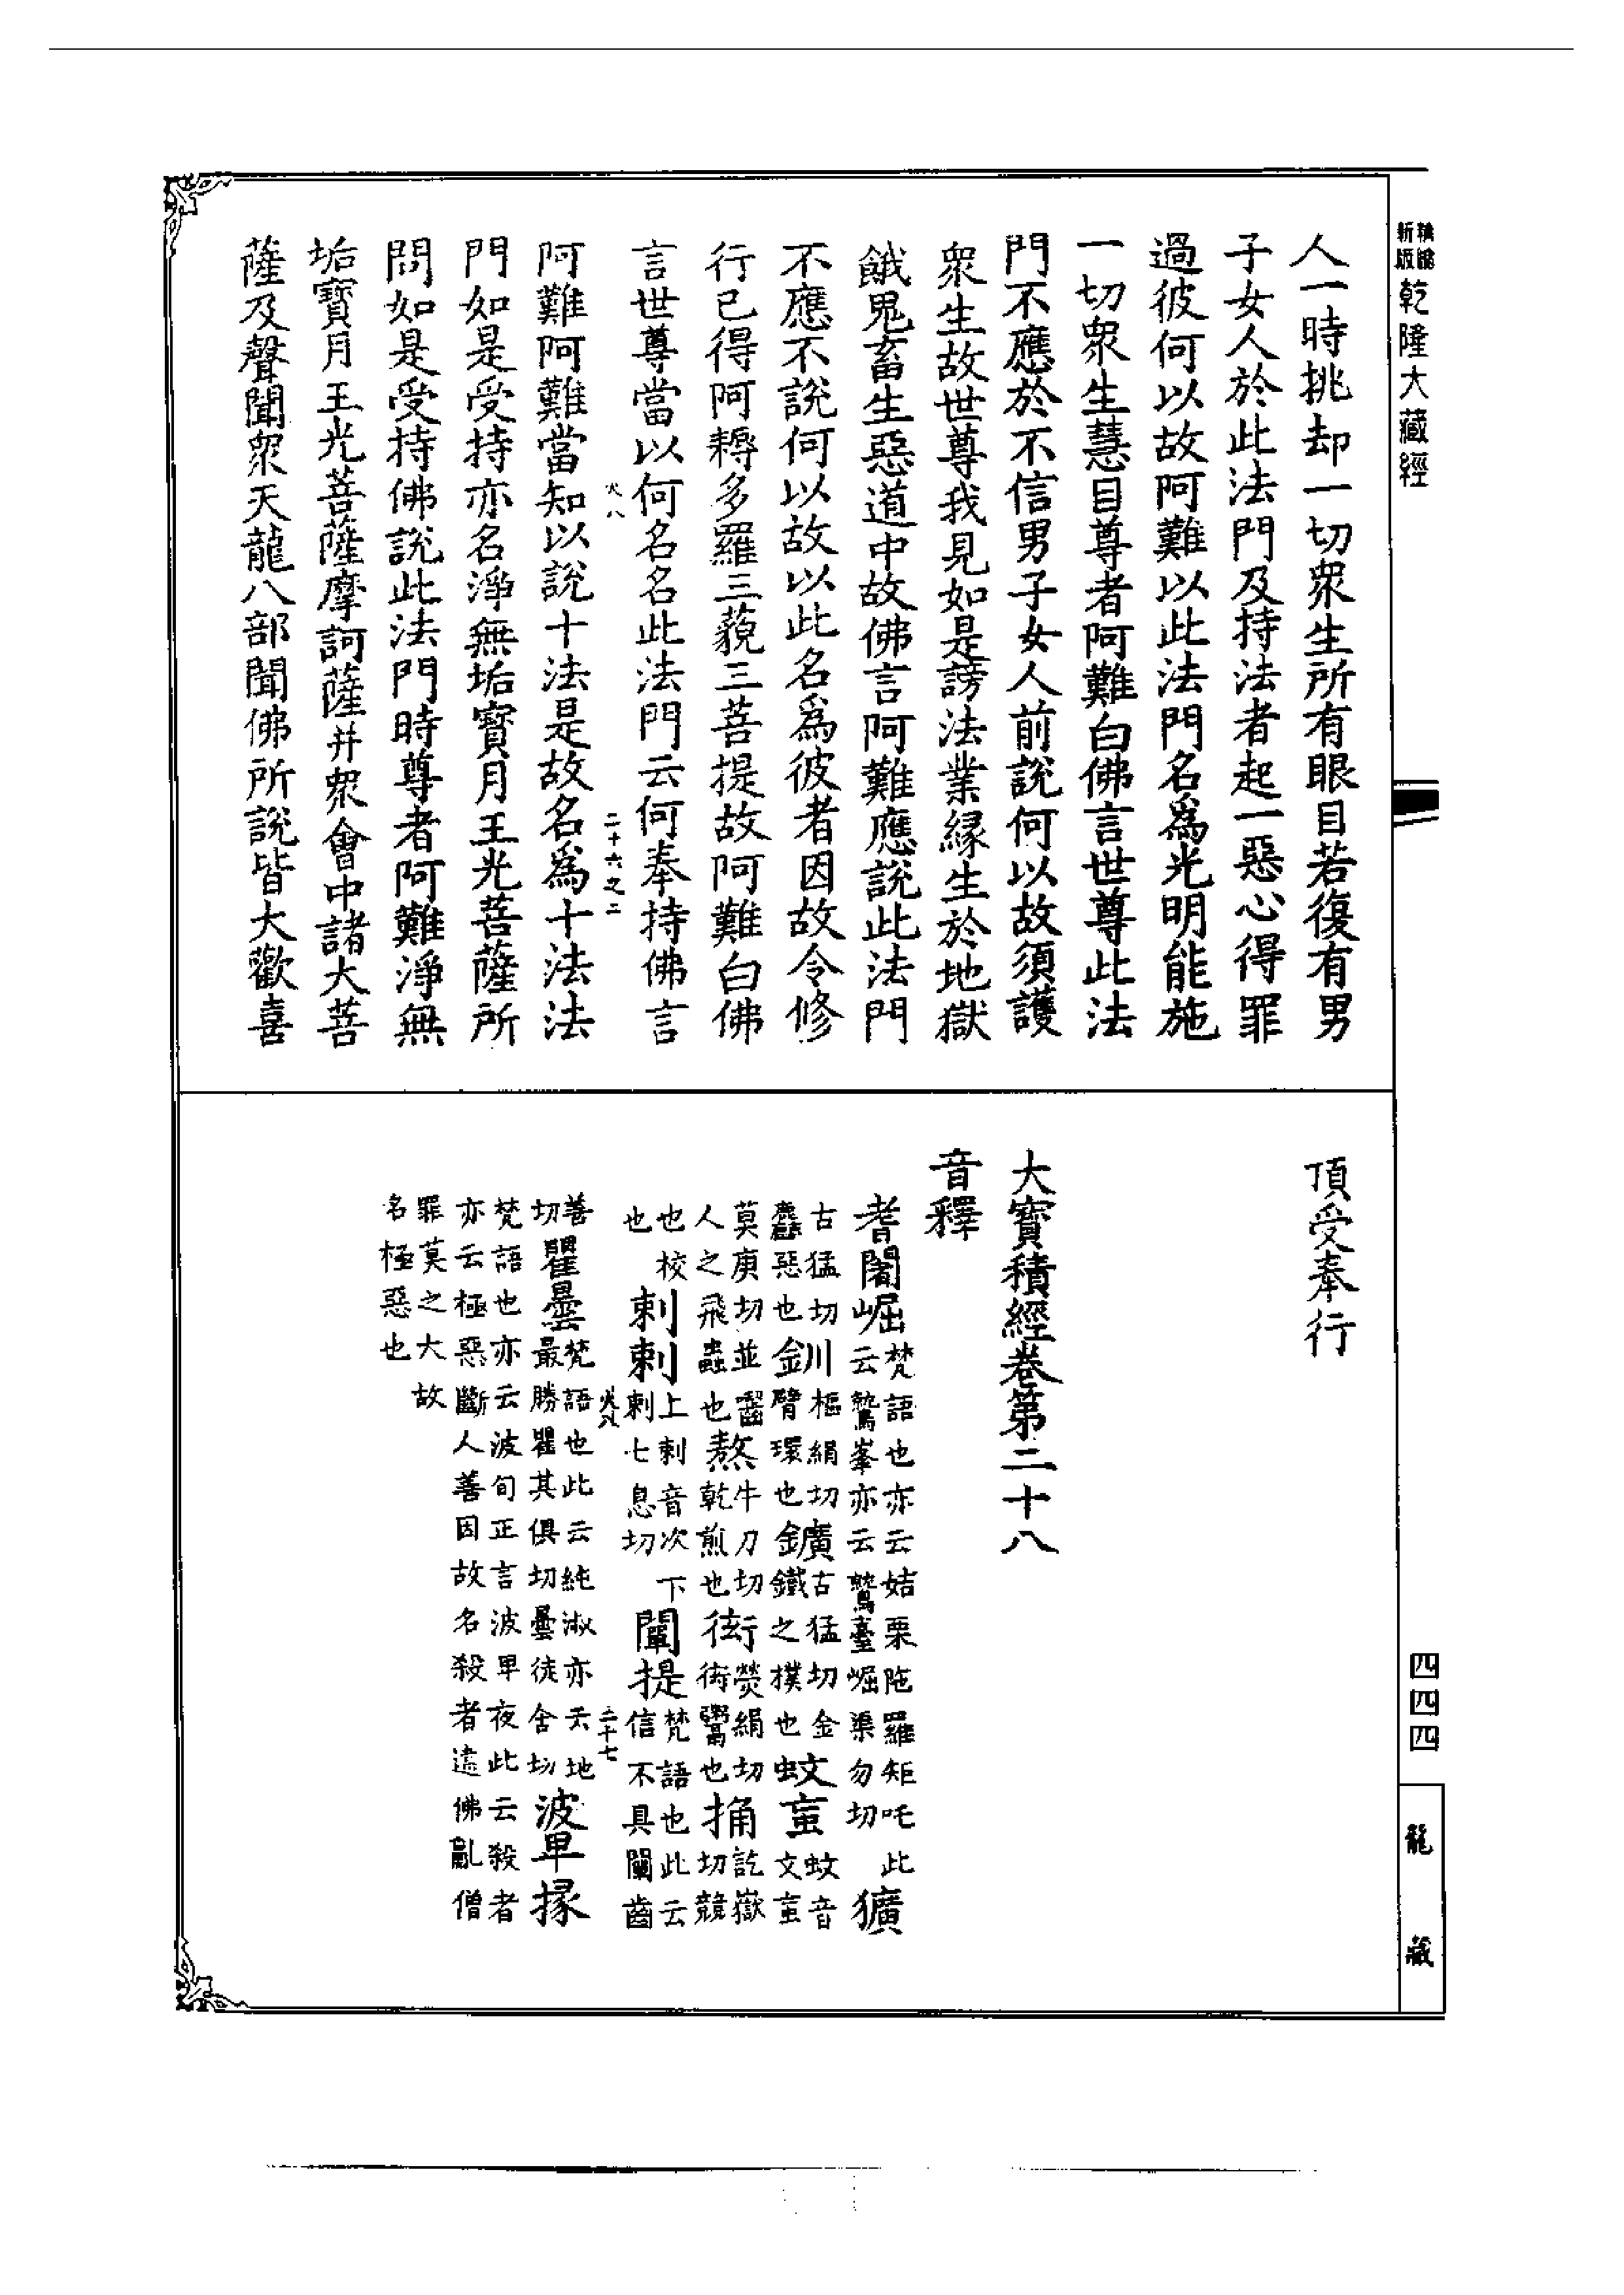 新版
乾隆大藏經
人一時挑却一切衆生所有眼目若復有男
子女人於此法門及持法者起一惡心得罪
過彼何以故阿難以此法門名爲光明能施
一切衆生慧目尊者阿難白佛言世尊此法
門不應於不信男子女人前說何以故須護
衆生故世尊我見如是謗法業緣生於地獄
餓鬼畜生惡道中故佛言阿難應說此法門
不應不說何以故以此名爲彼者因故令修
行已得阿耨多羅三藐三菩提故阿難白佛
言世尊當以何名名此法門云何奉持佛言
火八
二十六之二
阿難阿難當知以說十法是故名爲十法法
門如是受持亦名淨無垢寶月王光菩薩所
問如是受持佛說此法門時尊者阿難淨無
垢寶月王光菩薩摩訶薩并衆會中諸大菩
薩及聲聞衆天龍八部聞佛所說皆大歡喜
頂受奉行
大寶積經卷第二十八
音釋
耆闍崛
梵語也亦云姞栗陁羅矩吒此
云鷲峯亦云鷲臺崛渠勿切
獷
古猛切
麤惡也
釧
樞絹切
臂環也
鑛
古猛切金
鐵之樸也
蚊䖟
蚊音
文䖟
莫庚切並齧
人之飛蟲也
熬
牛刀切
乾煎也
衒
熒絹切
衒鬻也
捔
訖嶽
切競
也校
也
刺刺
上刺音次下
刺七息切
闡提
梵語也此云
信不具闡齒
火八
二十七
善
切
瞿曇
梵語也此云純淑亦云地
最勝瞿其俱切曇徒含切
波卑掾
梵語也亦云波旬正言波卑夜此云殺者
亦云極惡斷人善因故名殺者違佛亂僧
罪莫之大故
名極惡也
四四四
龍藏